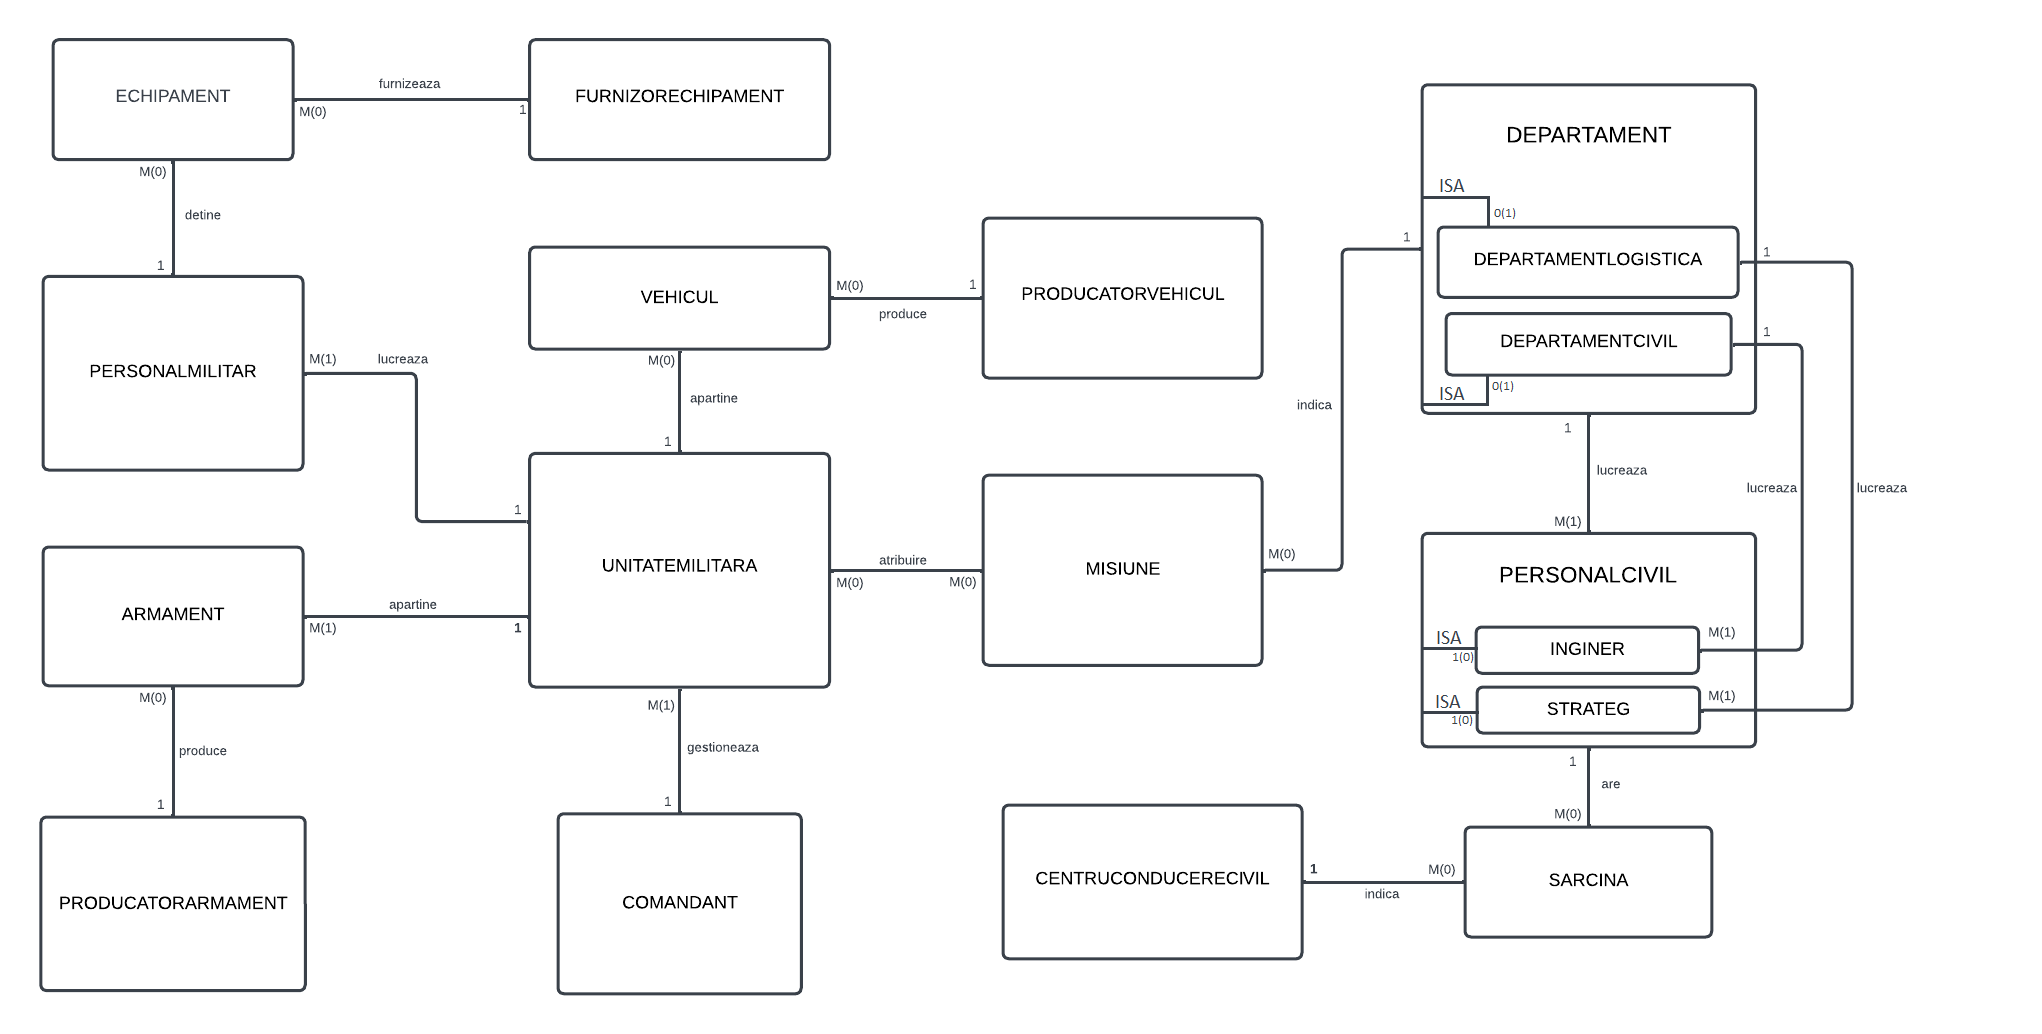 ECHIPAMENT
furnizeaza
M(0)
1
FURNIZORECHIPAMENT
M(0)
detine
1
PERSONALMILITAR
M(1)
lucreaza
1
VEHICUL
M(0)
1
produce
PRODUCATORVEHICUL
M(0)
apartine
1
UNITATEMILITARA
ARMAMENT
apartine
M(1)
1
M(0)
produce
1
PRODUCATORARMAMENT
M(1)
gestioneaza
1
COMANDANT
atribuire
M(0)
M(0)
MISIUNE
M(0)
indica
1
DEPARTAMENT
ISA
0(1)
DEPARTAMENTLOGISTICA
1
DEPARTAMENTCIVIL
1
ISA
0(1)
1
lucreaza
M(1)
lucreaza
lucreaza
PERSONALCIVIL
ISA
1(0)
INGINER
M(1)
ISA
1(0)
STRATEG
M(1)
1
are
M(0)
SARCINA
CENTRUCONDUCERECIVIL
1
M(0)
indica